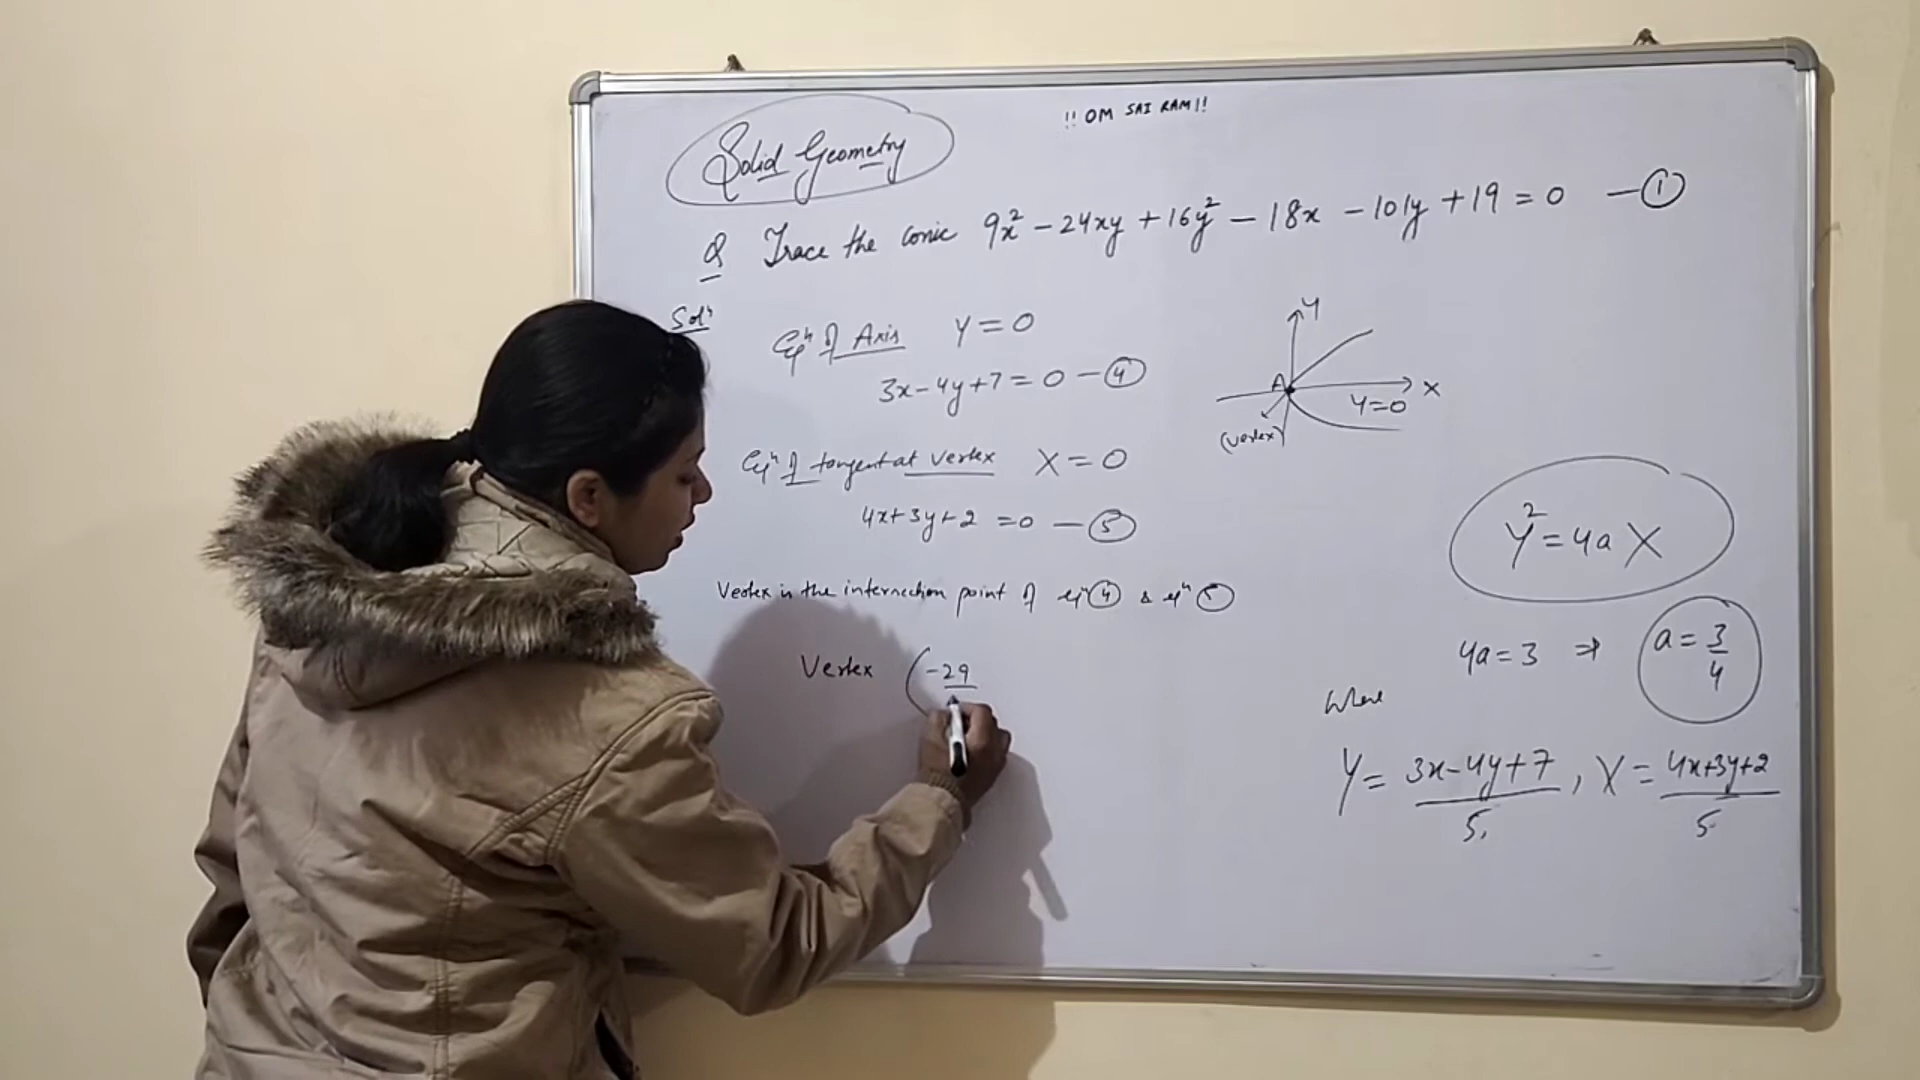 !! OM SAI RAM !!
Solid Geometry
Q Trace the conic 9x² - 24xy + 16y² - 18x - 101y + 19 = 0 — ①
Solⁿ
Eqⁿ of Axis Y = 0
3x - 4y + 7 = 0 — ④
Eqⁿ of tangent at vertex X = 0
4x + 3y + 2 = 0 — ⑤
Vertex is the intersection point of eqⁿ ④ & eqⁿ ⑤
Vertex ( -29/
Y
A
X
Y=0
(vertex)
Y² = 4a X
4a = 3 ⇒ a = 3/4
Where
Y = (3x - 4y + 7)/5, X = (4x + 3y + 2)/5